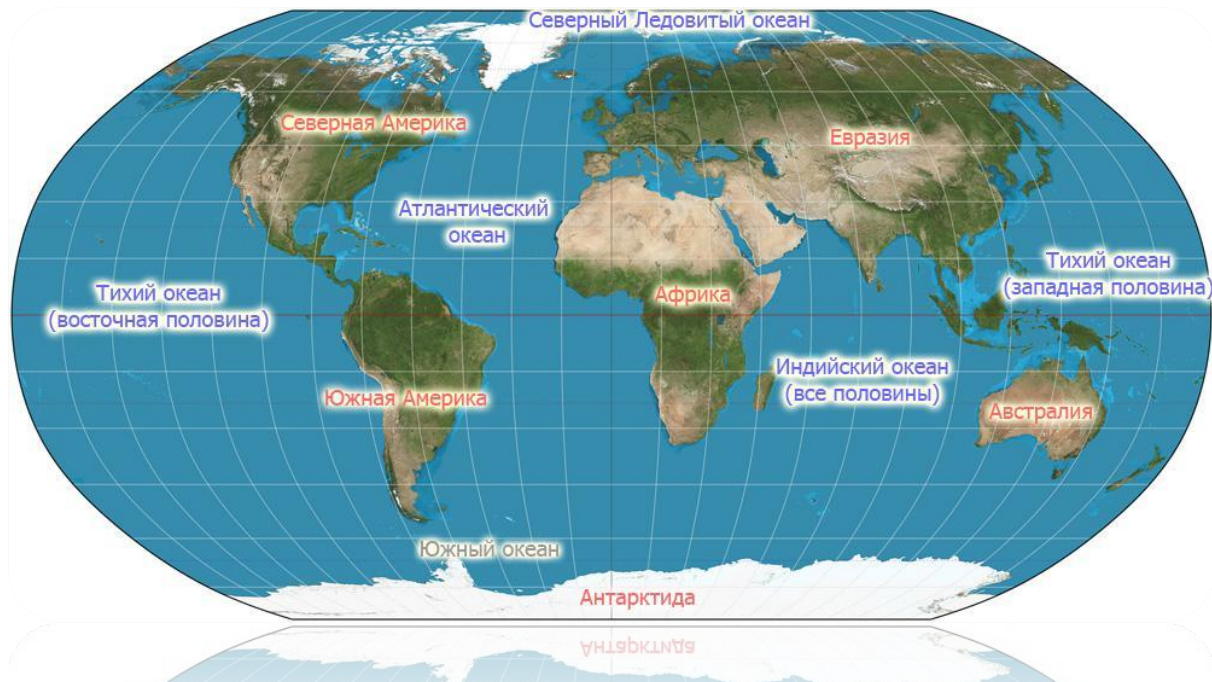 Северный Ледовитый океан
Северная Америка
Евразия
Атлантический
океан
Тихий океан
(западная половина)
Тихий океан
(восточная половина)
Африка
Индийский океан
(все половины)
Южная Америка
Австралия
Южный океан
Антарктида